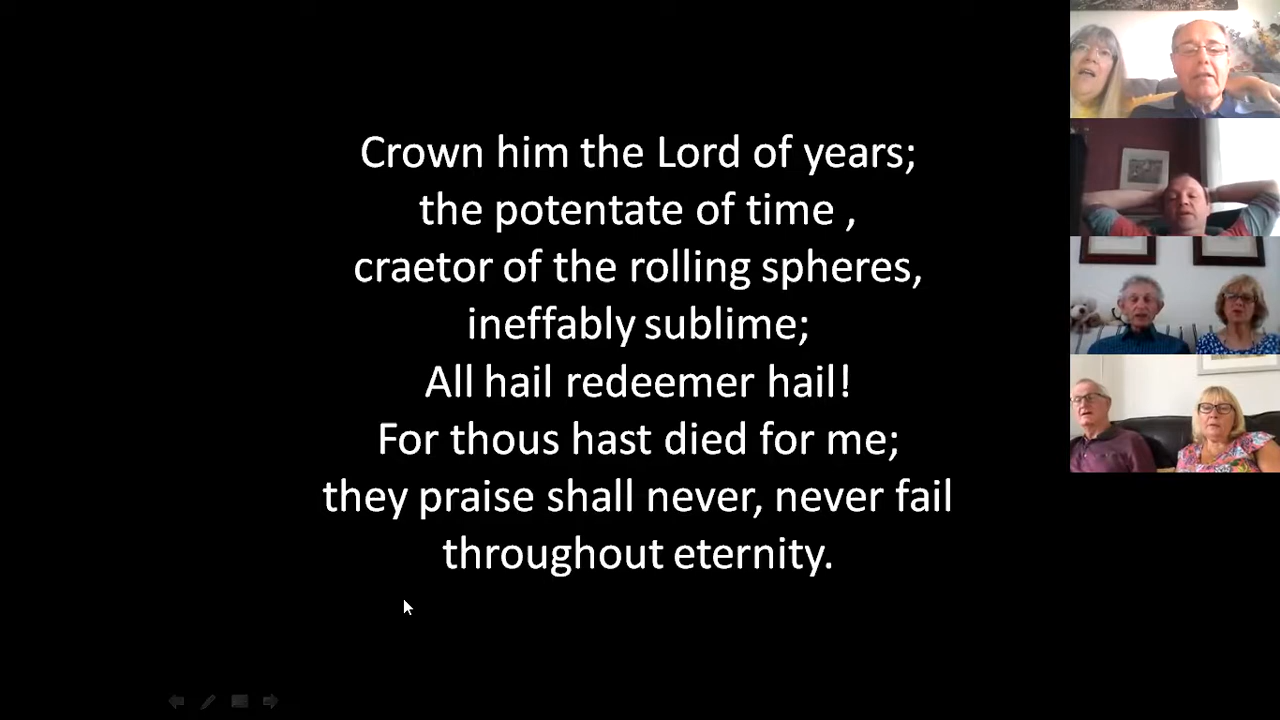 Crown him the Lord of years;
the potentate of time ,
craetor of the rolling spheres,
ineffably sublime;
All hail redeemer hail!
For thous hast died for me;
they praise shall never, never fail
throughout eternity.